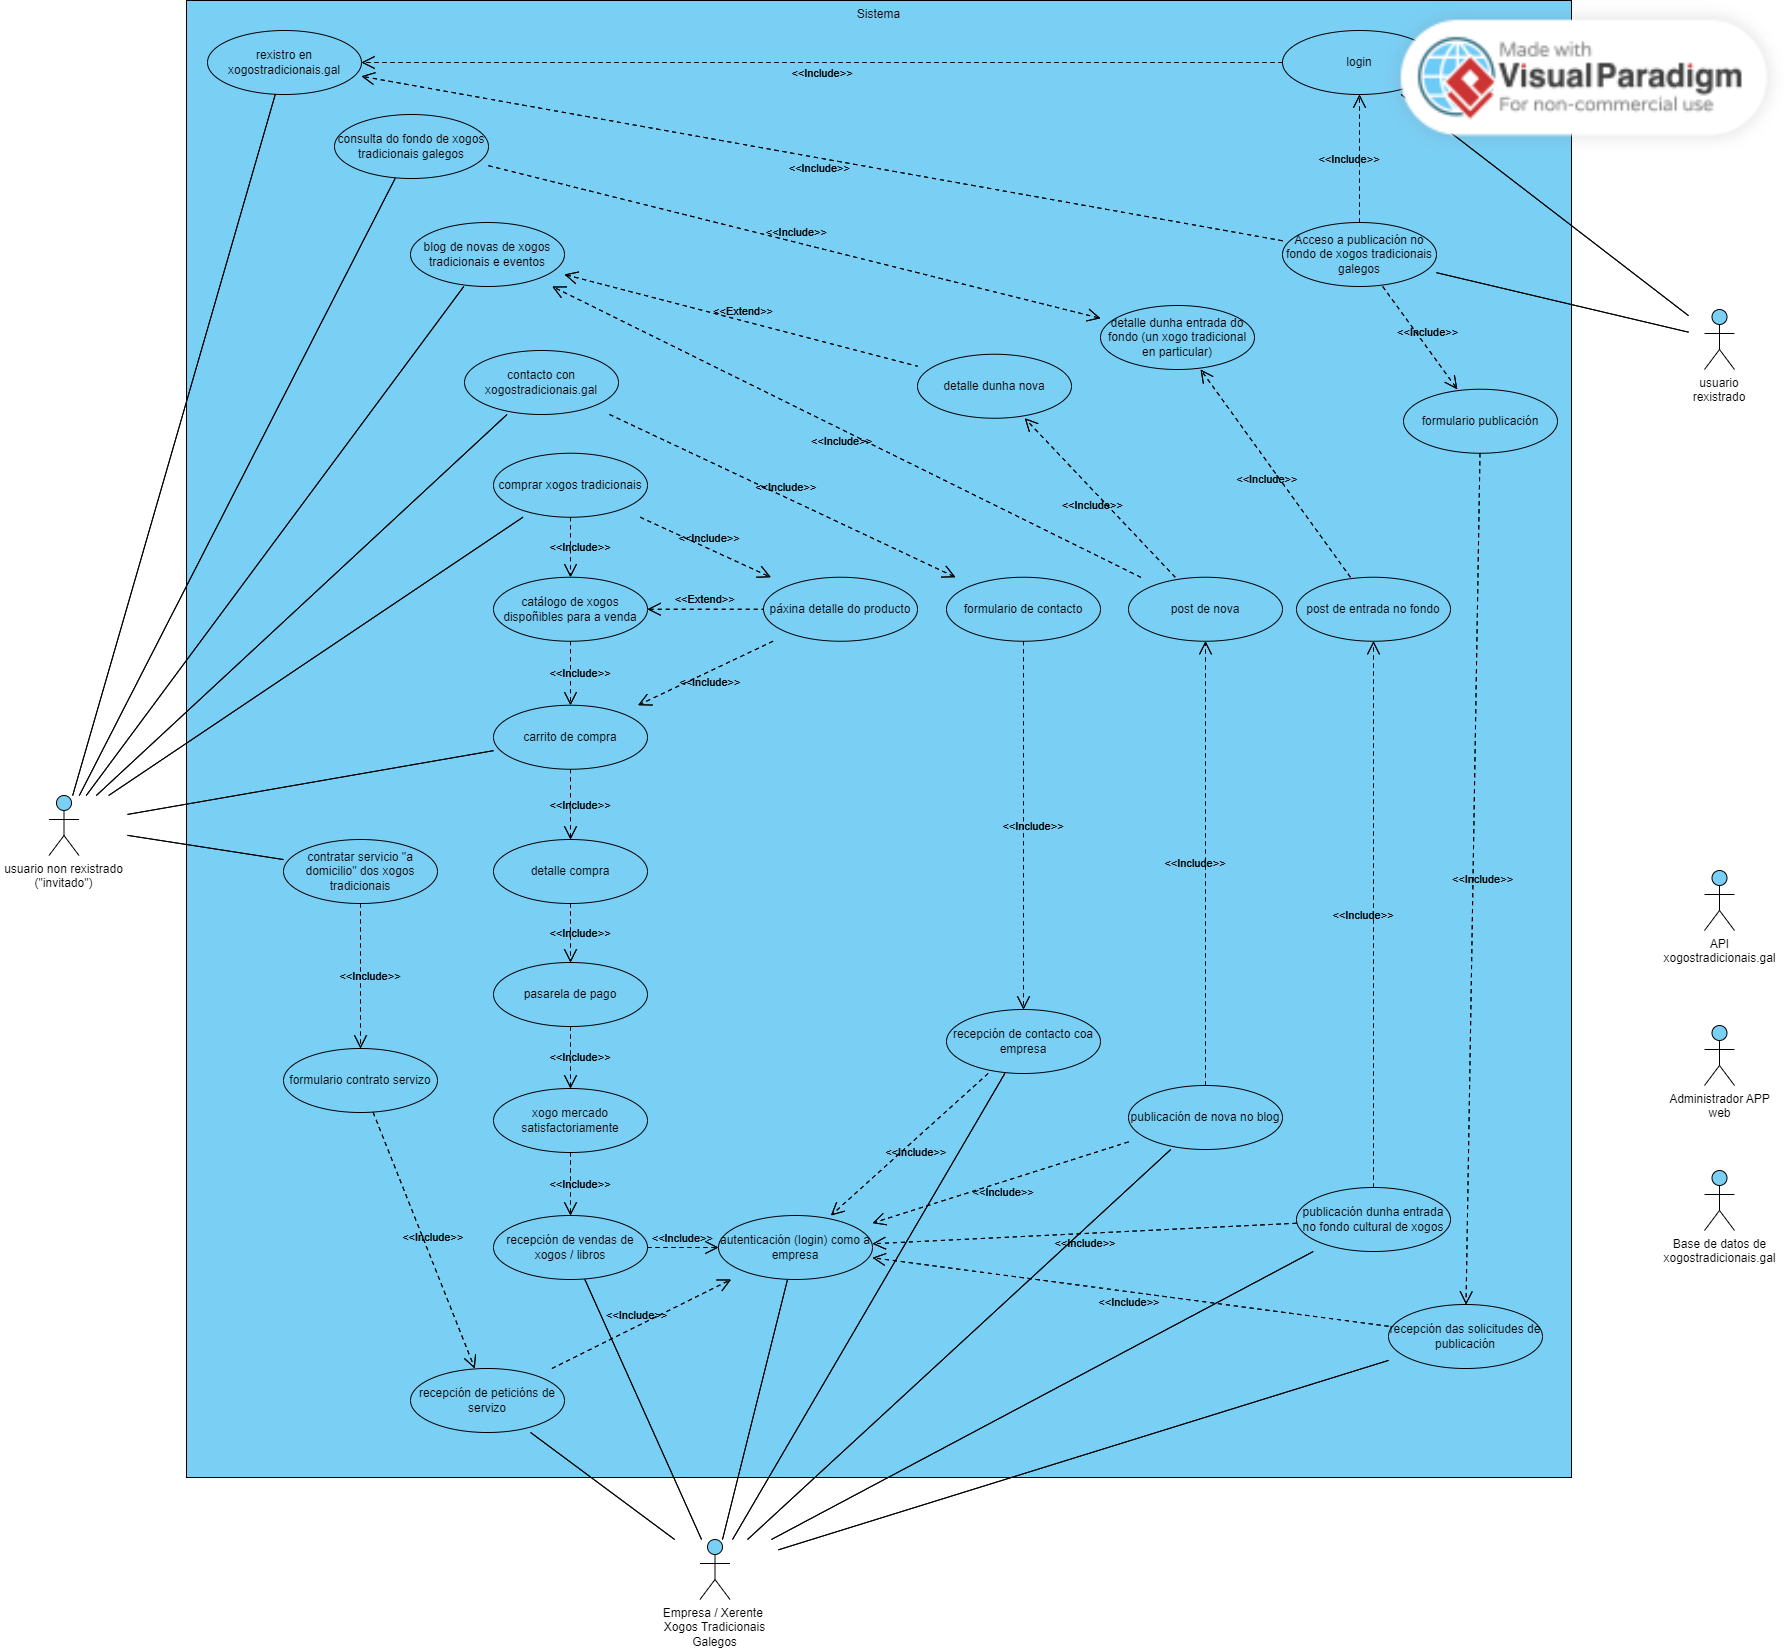 Sistema
Made with
VisualParadigm
For non-commercial use
rexistro en
xogostradicionais.gal
login
<<Include>>
consulta do fondo de xogos
tradicionais galegos
<<Include>>
<<Include>>
<<Include>>
blog de novas de xogos
tradicionais e eventos
Acceso a publicación no
fondo de xogos tradicionais
galegos
<<Extend>>
detalle dunha entrada do
fondo (un xogo tradicional
en particular)
<<Include>>
contacto con
xogostradicionais.gal
detalle dunha nova
usuario
rexistrado
formulario publicación
<<Include>>
comprar xogos tradicionais
<<Include>>
<<Include>>
<<Include>>
<<Include>>
<<Include>>
catálogo de xogos
dispoñibles para a venda
<<Extend>>
páxina detalle do producto
formulario de contacto
post de nova
post de entrada no fondo
<<Include>>
<<Include>>
carrito de compra
<<Include>>
<<Include>>
usuario non rexistrado
("invitado")
contratar servicio "a
domicilio" dos xogos
tradicionais
detalle compra
<<Include>>
<<Include>>
<<Include>>
<<Include>>
API
xogostradicionais.gal
<<Include>>
pasarela de pago
recepción de contacto coa
empresa
<<Include>>
formulario contrato servizo
Administrador APP
web
xogo mercado
satisfactoriamente
publicación de nova no blog
<<Include>>
<<Include>>
<<Include>>
publicación dunha entrada
no fondo cultural de xogos
<<Include>>
recepción de vendas de
xogos / libros
<<Include>>
autenticación (login) como a
empresa
<<Include>>
Base de datos de
xogostradicionais.gal
<<Include>>
<<Include>>
recepción das solicitudes de
publicación
recepción de peticións de
servizo
Empresa / Xerente
Xogos Tradicionais
Galegos